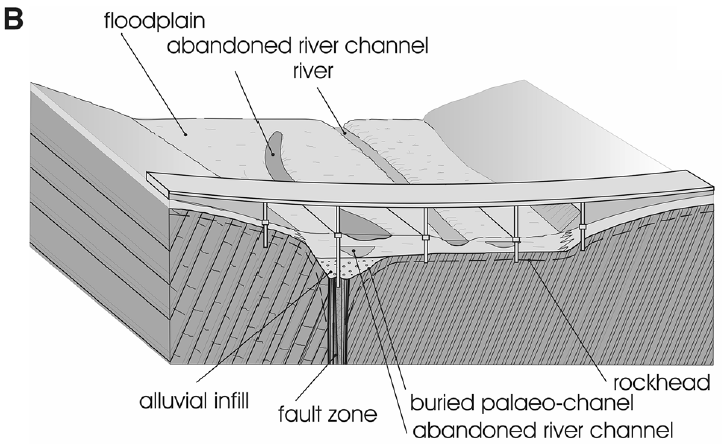 B
floodplain
abandoned river channel
river
rockhead
alluvial infill
buried palaeo-chanel
fault zone
abandoned river channel